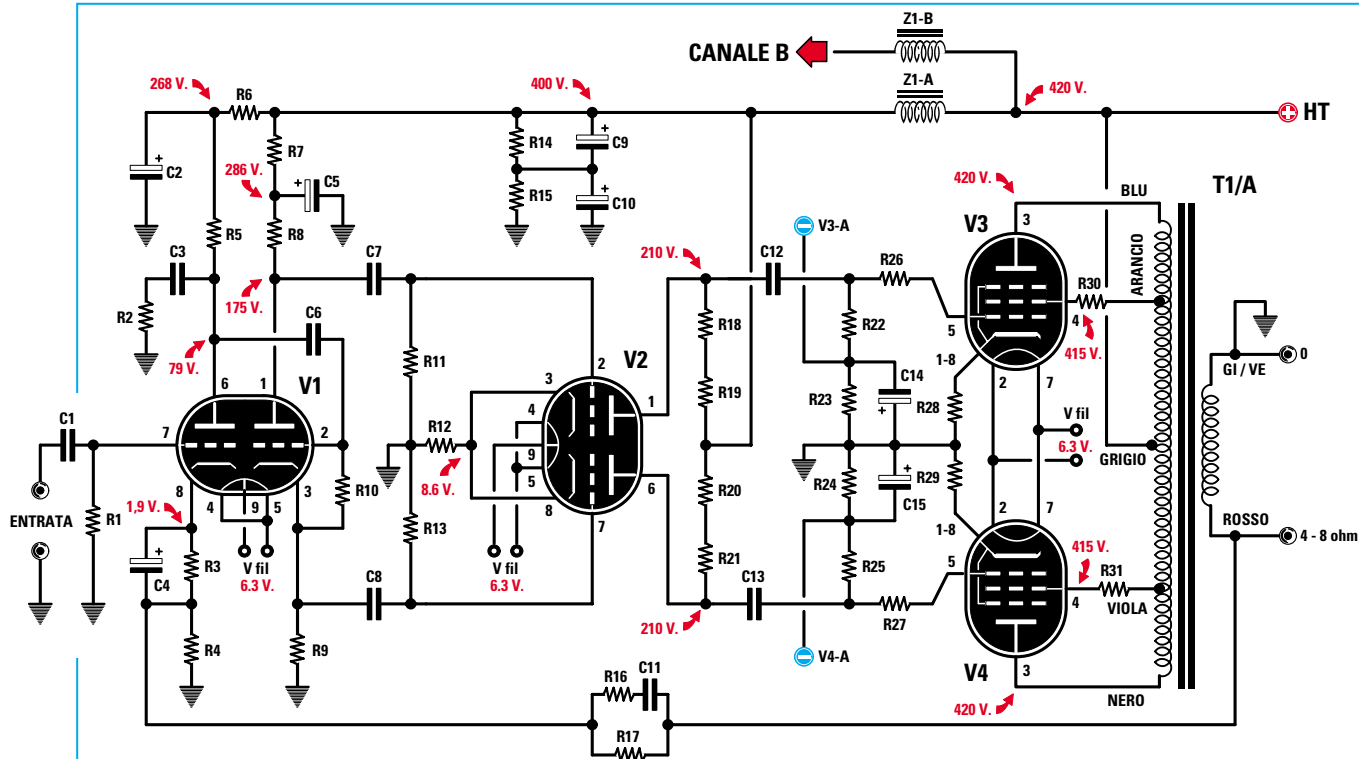 Z1-B
CANALE B
Z1-A
268 V.
R6
400 V.
420 V.
HT
R7
R14
C9
C2
286 V.
C5
R15
C10
420 V.
BLU
T1/A
3
V3-A
V3
R5
R8
C3
C7
210 V.
C12
R26
ARANCIO
R30
R2
175 V.
C6
R18
R22
5
4
415 V.
0
GI / VE
79 V.
V2
1-8
R11
2
2
7
V1
6
1
3
4
1
R19
C14
R23
R28
C1
7
2
R12
V fil
6.3 V.
GRIGIO
8.6 V.
9
5
6
R24
R29
C15
8
3
R10
8
R20
2
7
ROSSO
4 - 8 ohm
ENTRATA
R1
1,9 V.
4
9
5
R13
7
1-8
R21
R25
415 V.
R31
C4
R3
V fil
6.3 V.
V fil
6.3 V.
5
4
C13
VIOLA
C8
R27
R4
R9
210 V.
V4-A
V4
3
R16
C11
420 V.
NERO
R17